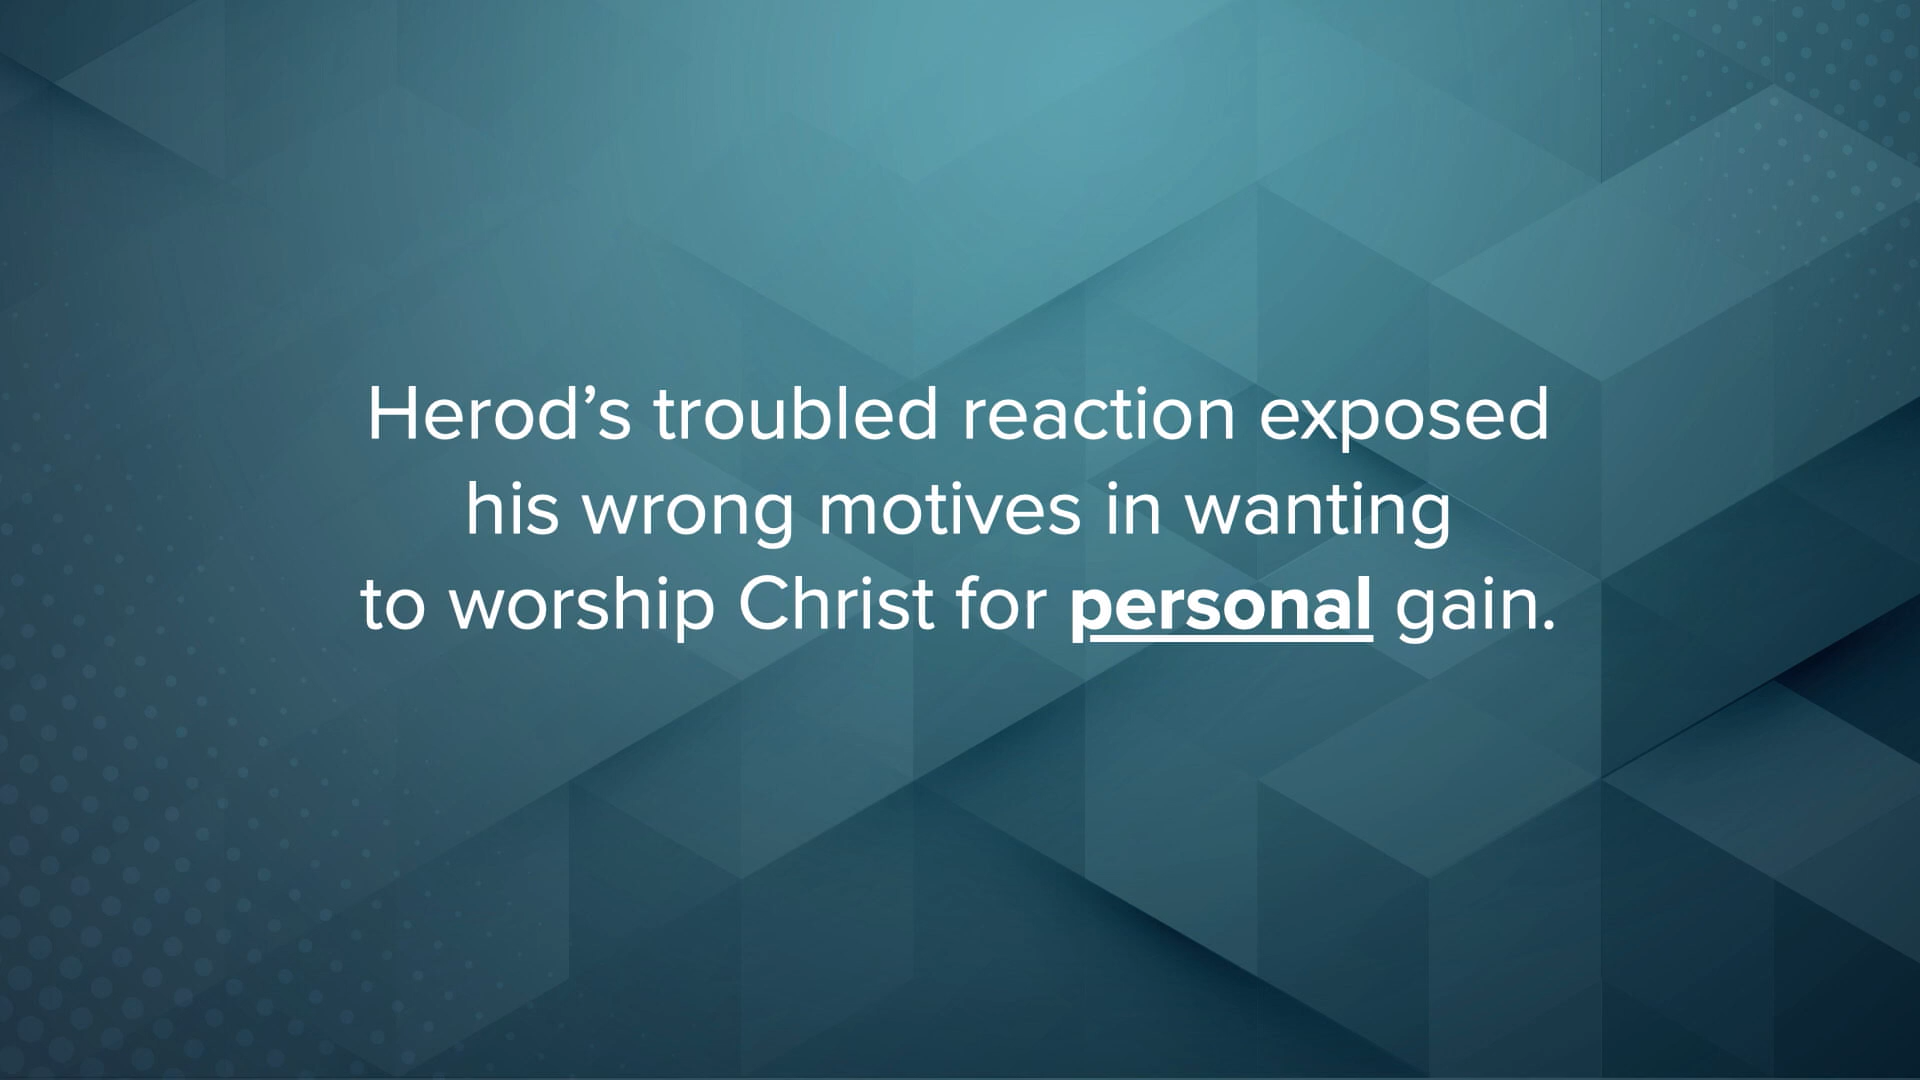 Herod’s troubled reaction exposed
his wrong motives in wanting
to worship Christ for personal gain.